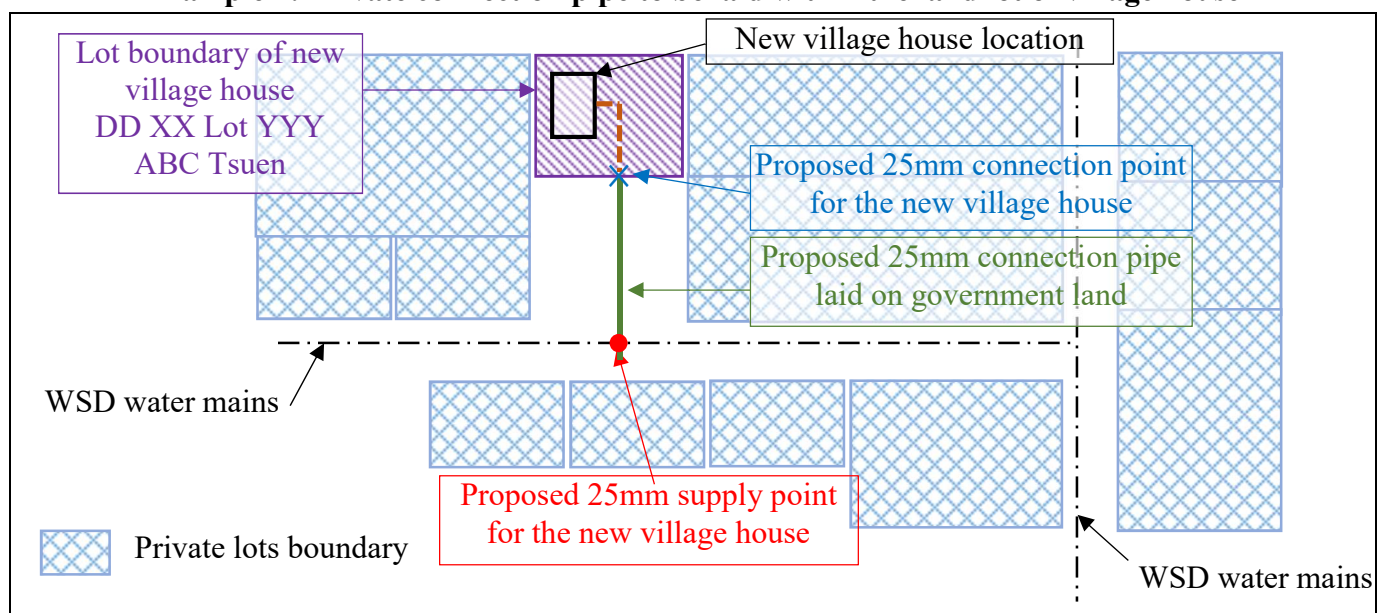 New village house location
Lot boundary of new
village house
DD XX Lot YYY
ABC Tsuen
Proposed 25mm connection point
for the new village house
Proposed 25mm connection pipe
laid on government land
WSD water mains
Proposed 25mm supply point
for the new village house
Private lots boundary
WSD water mains